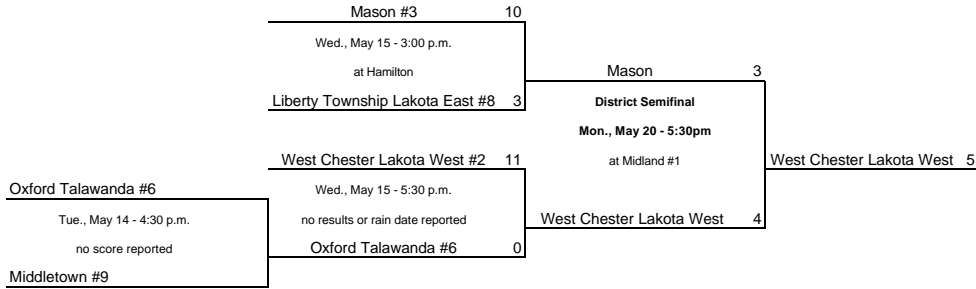 Mason #3 10
Wed., May 15 - 3:00 p.m.
at Hamilton
Mason 3
Liberty Township Lakota East #8 3
District Semifinal
Mon., May 20 - 5:30pm
West Chester Lakota West #2 11
at Midland #1
West Chester Lakota West 5
Oxford Talawanda #6
Wed., May 15 - 5:30 p.m.
Tue., May 14 - 4:30 p.m.
no results or rain date reported
West Chester Lakota West 4
no score reported
Oxford Talawanda #6 0
Middletown #9